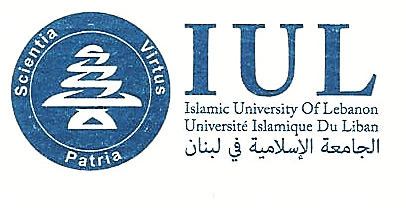 Scientia Virtus
Patria
IUL
Islamic University Of Lebanon
Université Islamique Du Liban
الجامعة الإسلامية في لبنان